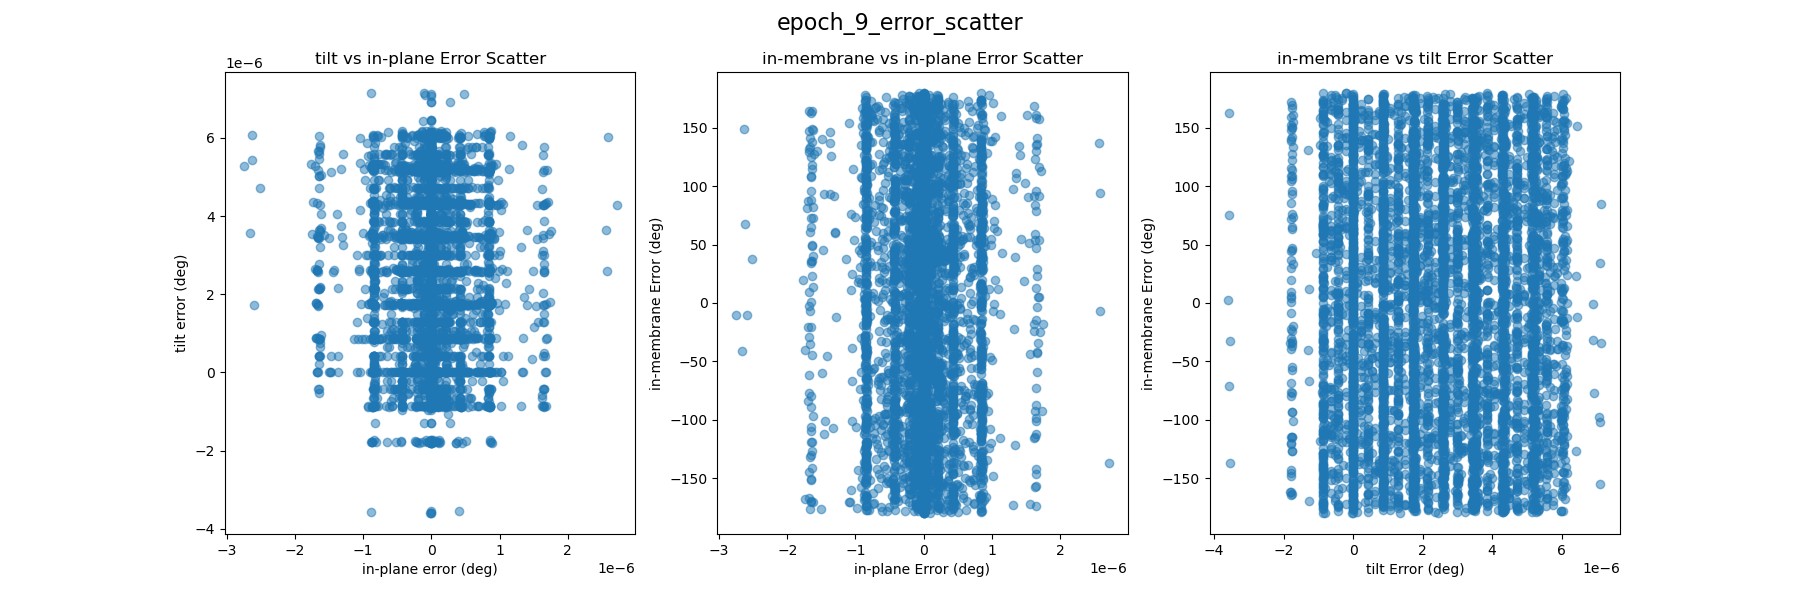 epoch_9_error_scatter
tilt vs in-plane Error Scatter
1e−6
6
4
2
0
−2
−4
tilt error (deg)
−3
−2
−1
0
1
2
in-plane error (deg)
1e−6
in-membrane vs in-plane Error Scatter
150
100
50
0
−50
−100
−150
in-membrane Error (deg)
−3
−2
−1
0
1
2
in-plane Error (deg)
1e−6
in-membrane vs tilt Error Scatter
150
100
50
0
−50
−100
−150
in-membrane Error (deg)
−4
−2
0
2
4
6
tilt Error (deg)
1e−6